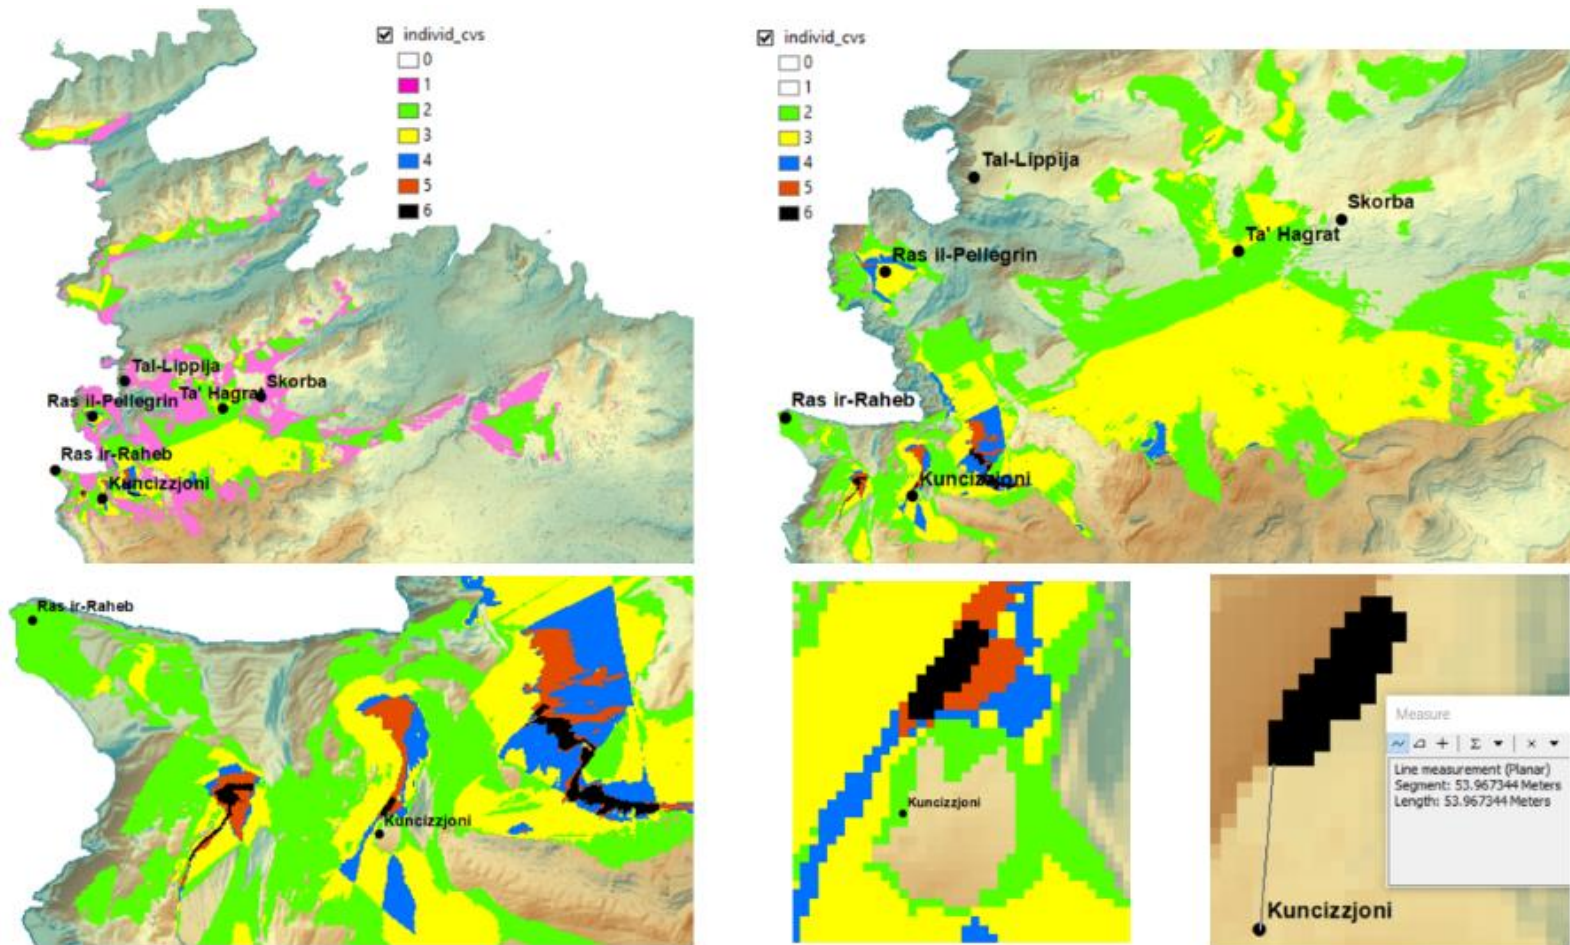 individ_cvs
0
1
2
3
4
5
6
Tal-Lippija
Skorba
Ta' Hagrat
Ras il-Pellegrin
Ras ir-Raheb
Kuncizzjoni
individ_cvs
0
1
2
3
4
5
6
Tal-Lippija
Skorba
Ta' Hagrat
Ras il-Pellegrin
Ras ir-Raheb
Kuncizzjoni
Ras ir-Raheb
Kuncizzjoni
Kuncizzjoni
Measure
Line measurement (Planar)
Segment: 53.967344 Meters
Length: 53.967344 Meters
Kuncizzjoni